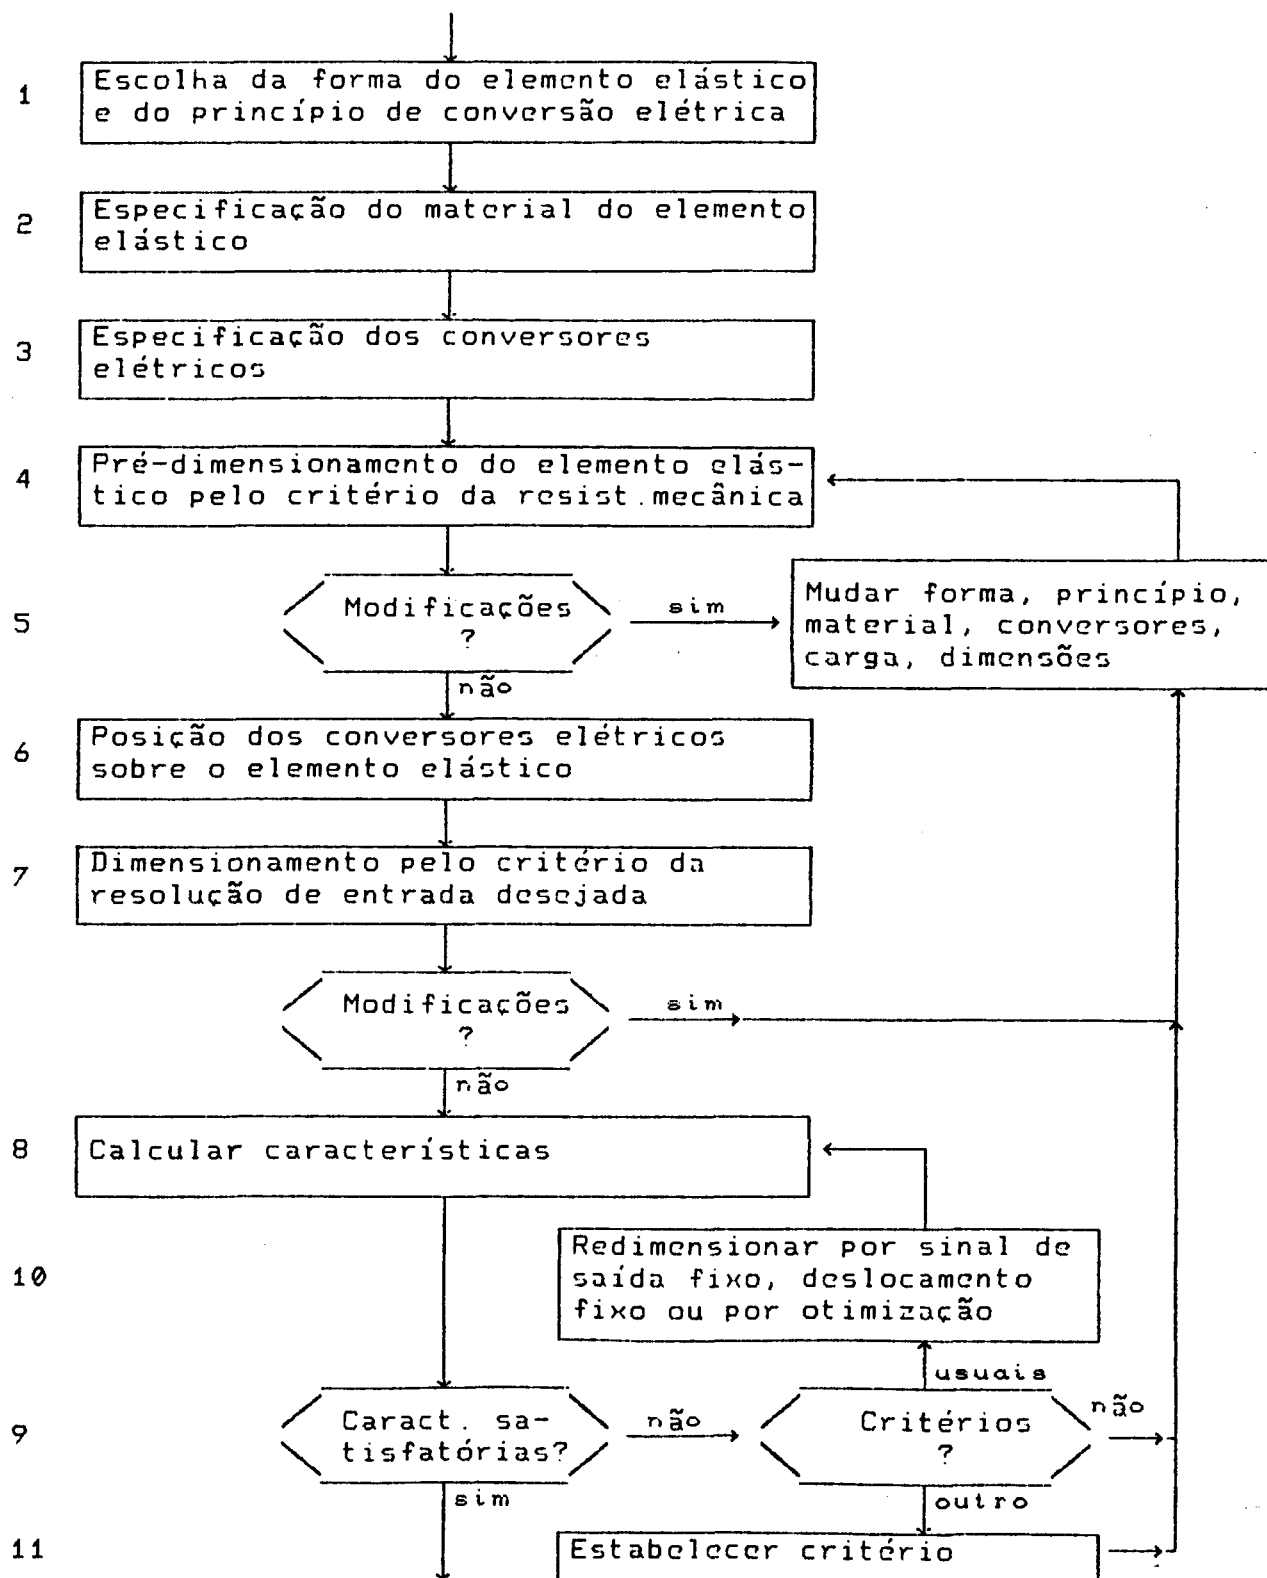 1
Escolha da forma do elemento elástico
e do princípio de conversão elétrica
2
Especificação do material do elemento
elástico
3
Especificação dos conversores
elétricos
4
Pré-dimensionamento do elemento elás-
tico pelo critério da resist.mecânica
5
Modificações
?
sim
Mudar forma, princípio,
material, conversores,
carga, dimensões
não
6
Posição dos conversores elétricos
sobre o elemento elástico
7
Dimensionamento pelo critério da
resolução de entrada desejada
Modificações
?
sim
não
8
Calcular características
10
Redimensionar por sinal de
saída fixo, deslocamento
fixo ou por otimização
usuais
9
Caract. sa-
tisfatórias?
não
Critérios
?
não
sim
outro
11
Estabelecer critério